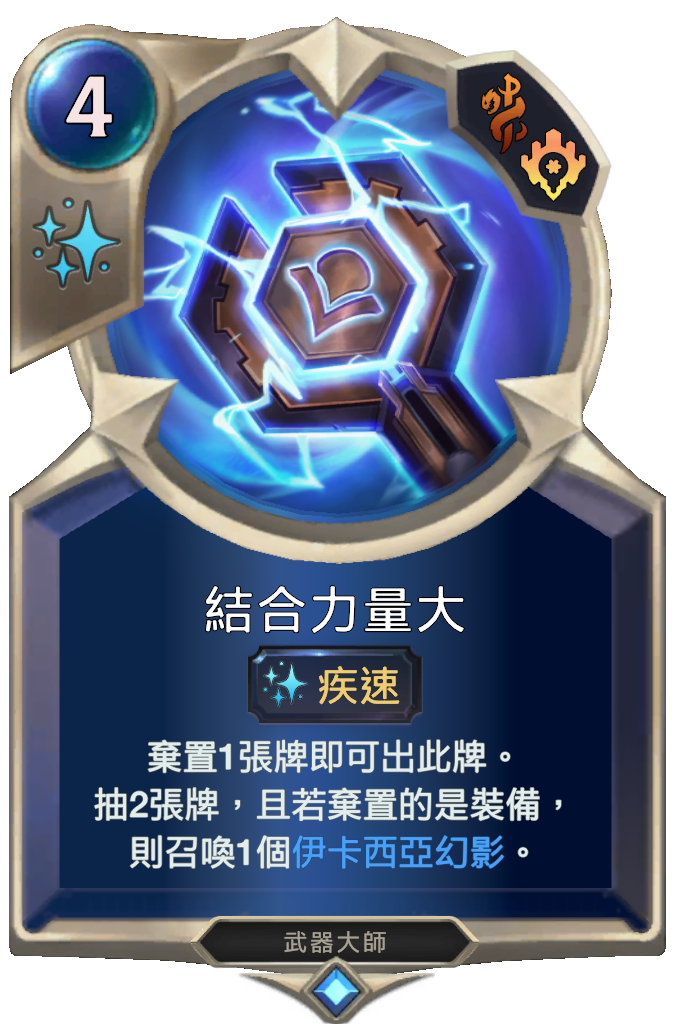 4
結合力量大
疾速
棄置1張牌即可出此牌。
抽2張牌，且若棄置的是裝備，
則召喚1個伊卡西亞幻影。
武器大師